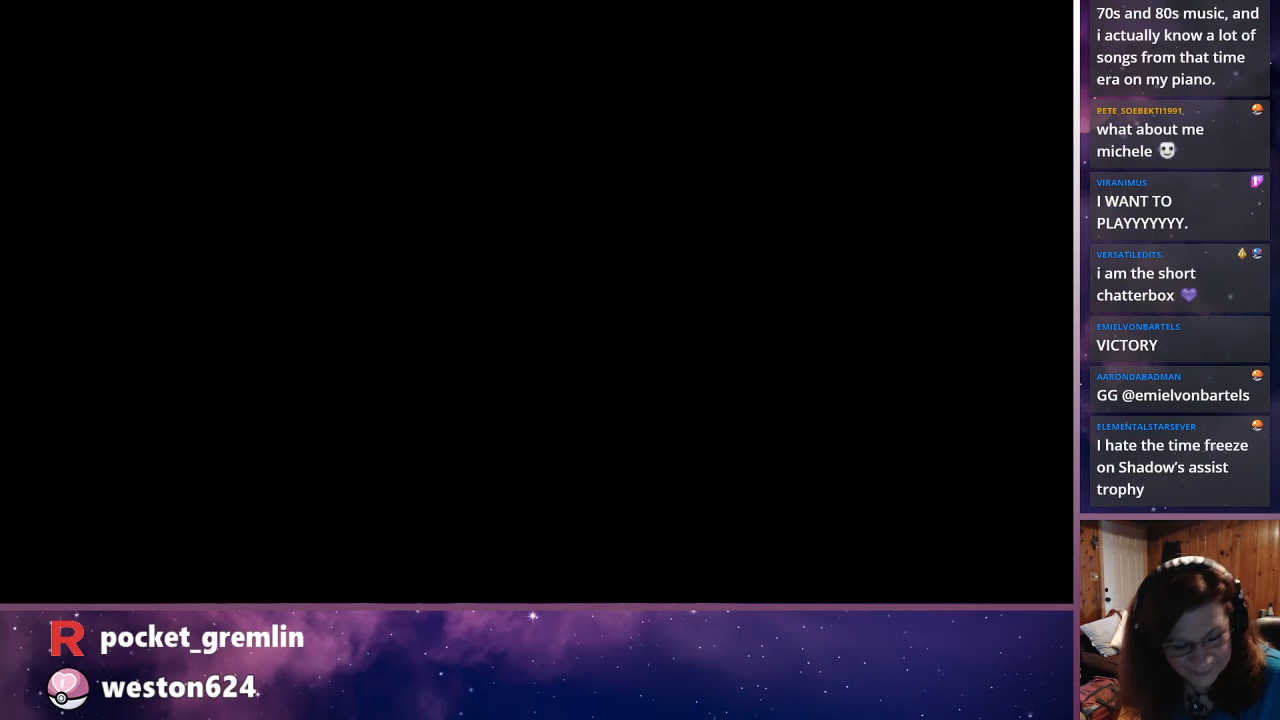 70s and 80s music, and
i actually know a lot of
songs from that time
era on my piano.
PETE_SOEBEKTI1991
what about me
michele
VIRANIMUS
I WANT TO
PLAYYYYYYY.
VERSATILEDITS
i am the short
chatterbox 💜
EMIELVONBARTELS
VICTORY
AARONDABADMAN
GG @emielvonbartels
ELEMENTALSTARSEVER
I hate the time freeze
on Shadow's assist
trophy
R pocket_gremlin
weston624